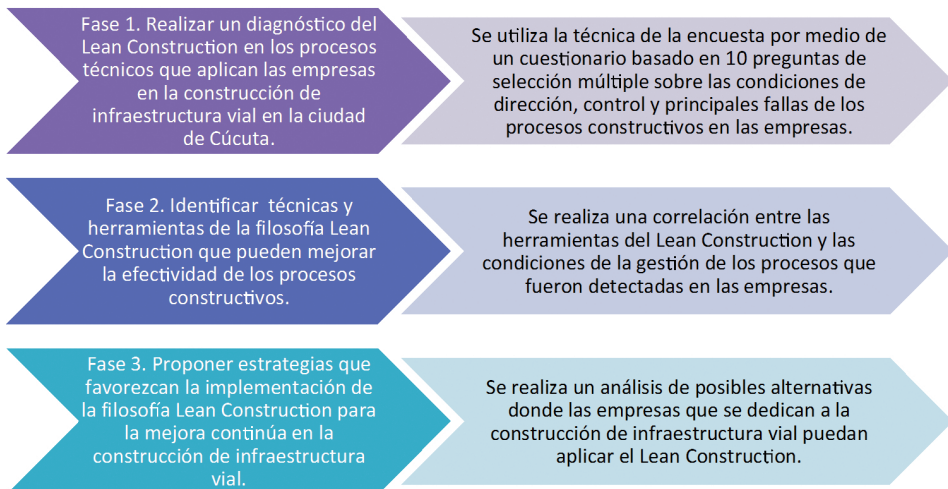 Fase 1. Realizar un diagnóstico del
Lean Construction en los procesos
técnicos que aplican las empresas
en la construcción de
infraestructura vial en la ciudad
de Cúcuta.
Se utiliza la técnica de la encuesta por medio de
un cuestionario basado en 10 preguntas de
selección múltiple sobre las condiciones de
dirección, control y principales fallas de los
procesos constructivos en las empresas.
Fase 2. Identificar técnicas y
herramientas de la filosofía Lean
Construction que pueden mejorar
la efectividad de los procesos
constructivos.
Se realiza una correlación entre las
herramientas del Lean Construction y las
condiciones de la gestión de los procesos que
fueron detectadas en las empresas.
Fase 3. Proponer estrategias que
favorezcan la implementación de
la filosofía Lean Construction para
la mejora continúa en la
construcción de infraestructura
vial.
Se realiza un análisis de posibles alternativas
donde las empresas que se dedican a la
construcción de infraestructura vial puedan
aplicar el Lean Construction.